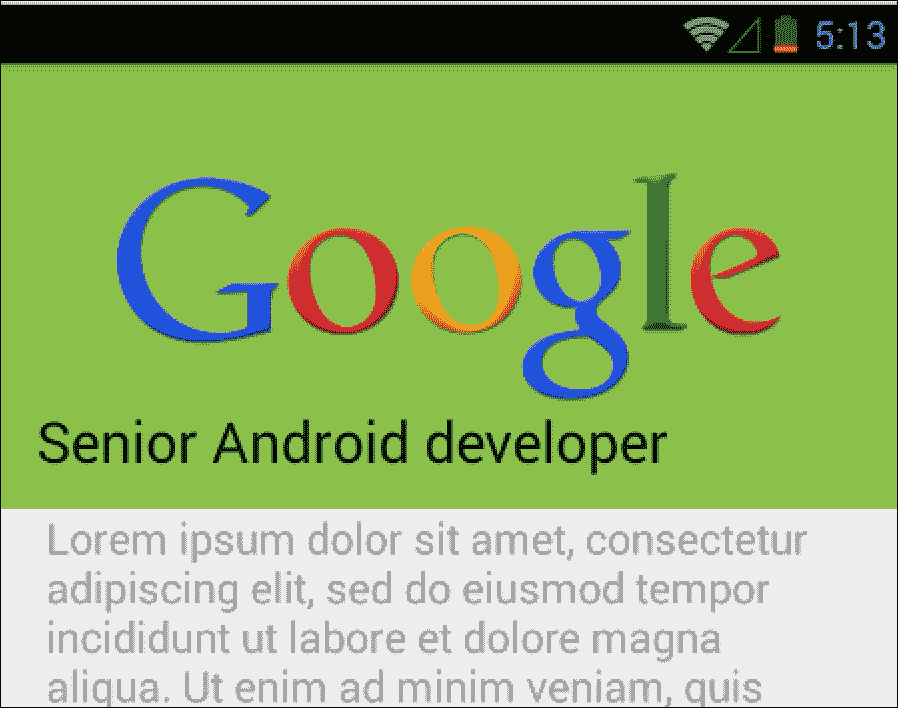 5:13
Google
Senior Android developer
Lorem ipsum dolor sit amet, consectetur
adipiscing elit, sed do eiusmod tempor
incididunt ut labore et dolore magna
aliqua. Ut enim ad minim veniam, quis